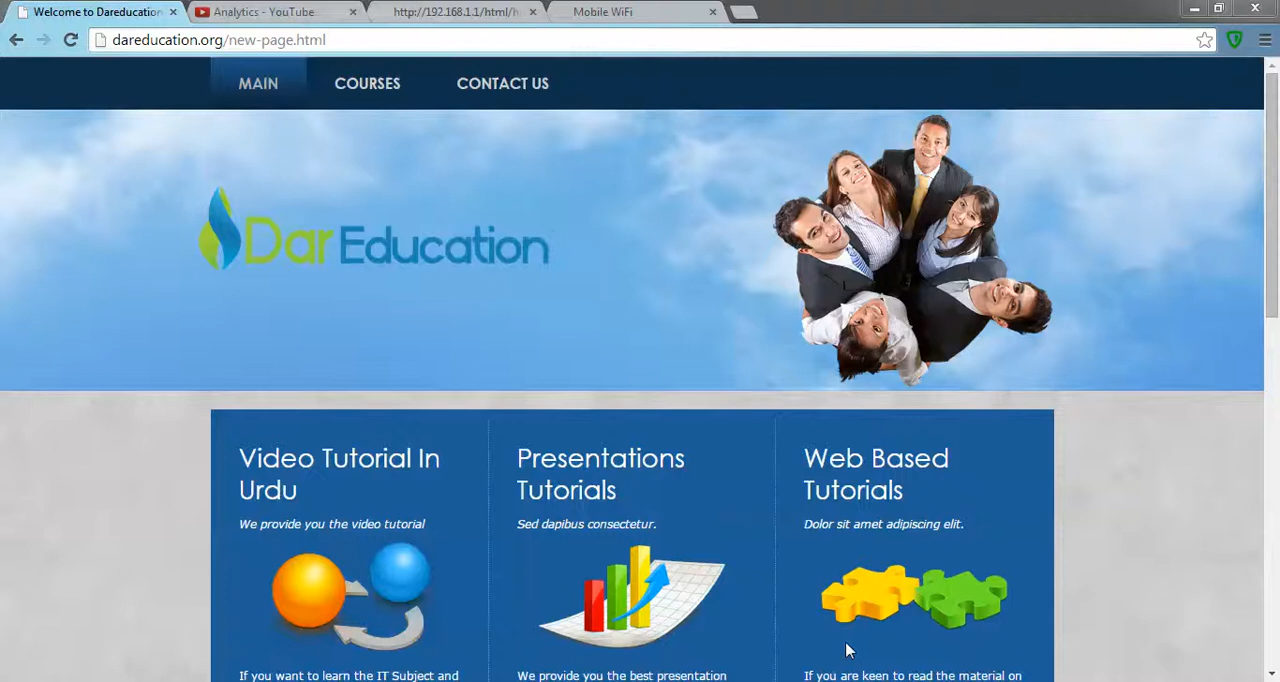 Welcome to Dareducation
Analytics - YouTube
http://192.168.1.1/html/h
Mobile WiFi
dareducation.org/new-page.html
MAIN
COURSES
CONTACT US
Dar Education
Video Tutorial In
Urdu
We provide you the video tutorial
If you want to learn the IT Subject and
Presentations
Tutorials
Sed dapibus consectetur.
We provide you the best presentation
Web Based
Tutorials
Dolor sit amet adipiscing elit.
If you are keen to read the material on